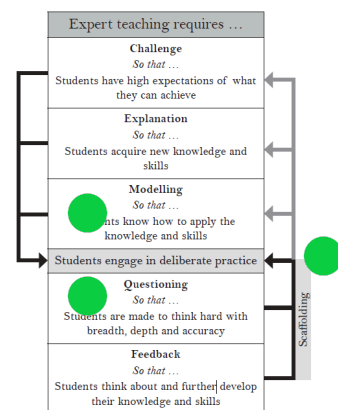 Expert teaching requires …
Challenge
So that …
Students have high expectations of what
they can achieve
Explanation
So that …
Students acquire new knowledge and
skills
Modelling
So that …
nts know how to apply the
knowledge and skills
Students engage in deliberate practice
Questioning
So that …
Students are made to think hard with
breadth, depth and accuracy
Feedback
So that …
Students think about and further develop
their knowledge and skills
Scaffolding